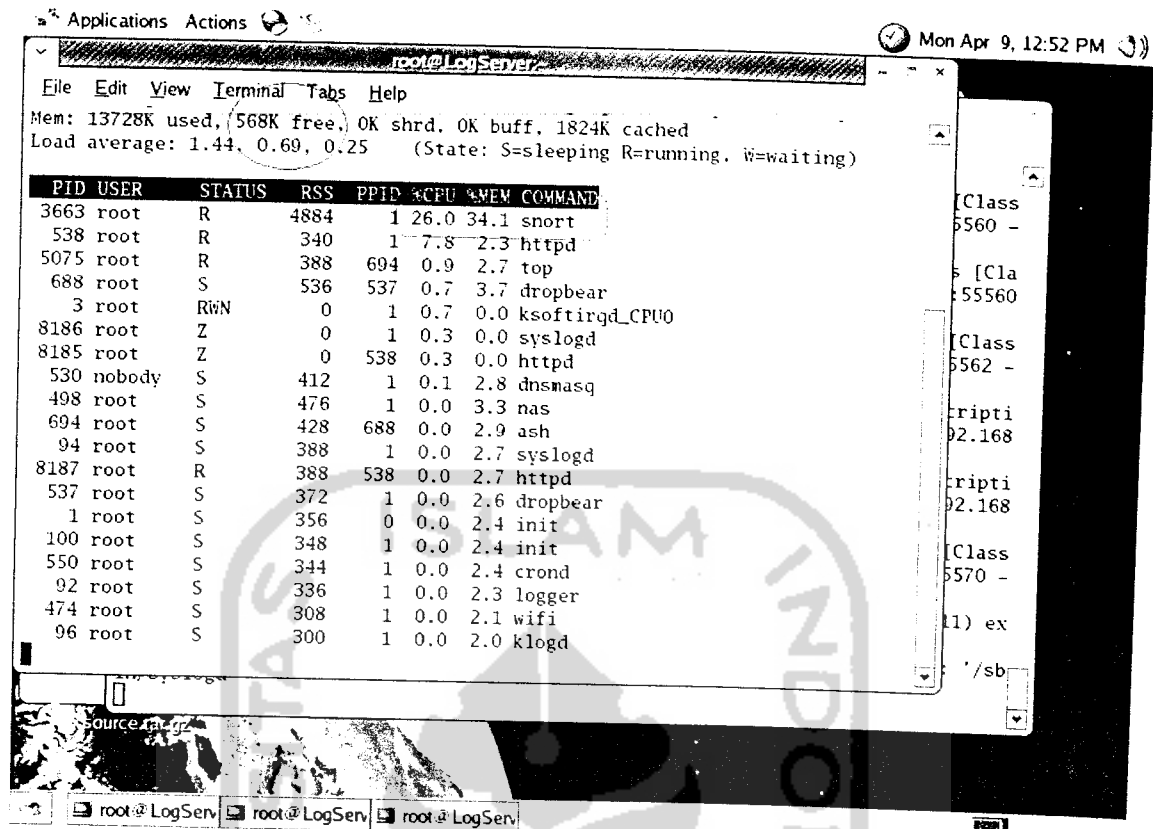 Applications Actions
Mon Apr 9, 12:52 PM
root@LogServer:~
File Edit View Terminal Tabs Help
Mem: 13728K used, 568K free, 0K shrd, 0K buff, 1824K cached
Load average: 1.44, 0.69, 0.25 (State: S=sleeping R=running, W=waiting)
PID USER STATUS RSS PPID %CPU %MEM COMMAND
3663 root R 4884 1 26.0 34.1 snort
538 root R 340 1 7.8 2.3 httpd
5075 root R 388 694 0.9 2.7 top
688 root S 536 537 0.7 3.7 dropbear
3 root RWN 0 1 0.7 0.0 ksoftirqd_CPU0
8186 root Z 0 1 0.3 0.0 syslogd
8185 root Z 0 538 0.3 0.0 httpd
530 nobody S 412 1 0.1 2.8 dnsmasq
498 root S 476 1 0.0 3.3 nas
694 root S 428 688 0.0 2.9 ash
94 root S 388 1 0.0 2.7 syslogd
8187 root R 388 538 0.0 2.7 httpd
537 root S 372 1 0.0 2.6 dropbear
1 root S 356 0 0.0 2.4 init
100 root S 348 1 0.0 2.4 init
550 root S 344 1 0.0 2.4 crond
92 root S 336 1 0.0 2.3 logger
474 root S 308 1 0.0 2.1 wifi
96 root S 300 1 0.0 2.0 klogd
[Class
5560 -
s [Cla
:55560
[Class
5562 -
cripti
92.168
cripti
92.168
[Class
5570 -
11) ex
: '/sb
in/syslogd
source.tar.gz
root@LogServ root@LogServ root@LogServ
ISLAM